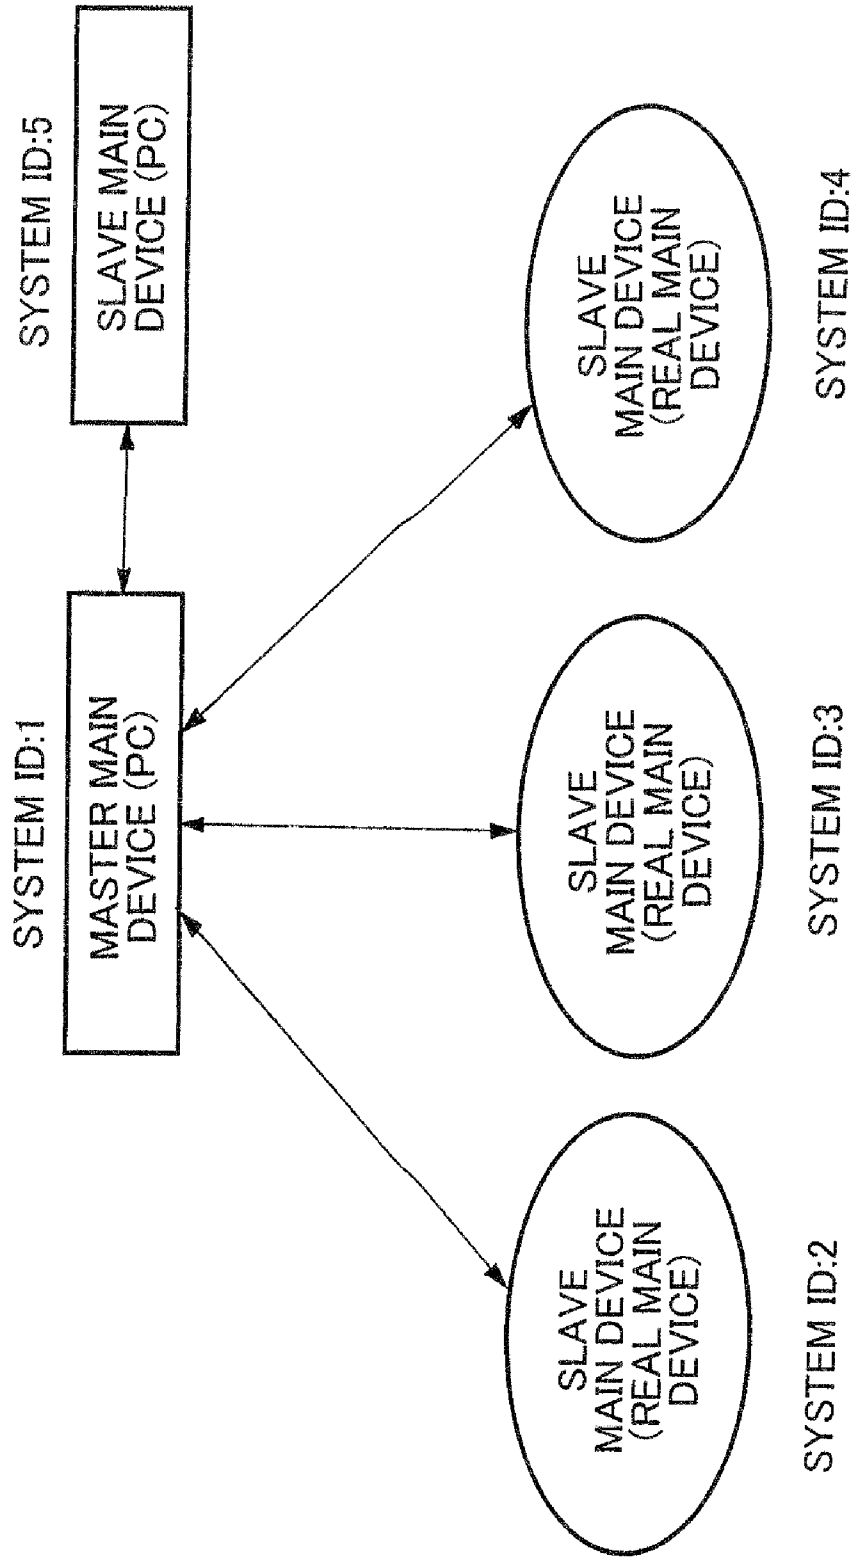 SYSTEM ID:1
MASTER MAIN
DEVICE (PC)
SYSTEM ID:5
SLAVE MAIN
DEVICE (PC)
SLAVE
MAIN DEVICE
(REAL MAIN
DEVICE)
SYSTEM ID:2
SLAVE
MAIN DEVICE
(REAL MAIN
DEVICE)
SYSTEM ID:3
SLAVE
MAIN DEVICE
(REAL MAIN
DEVICE)
SYSTEM ID:4